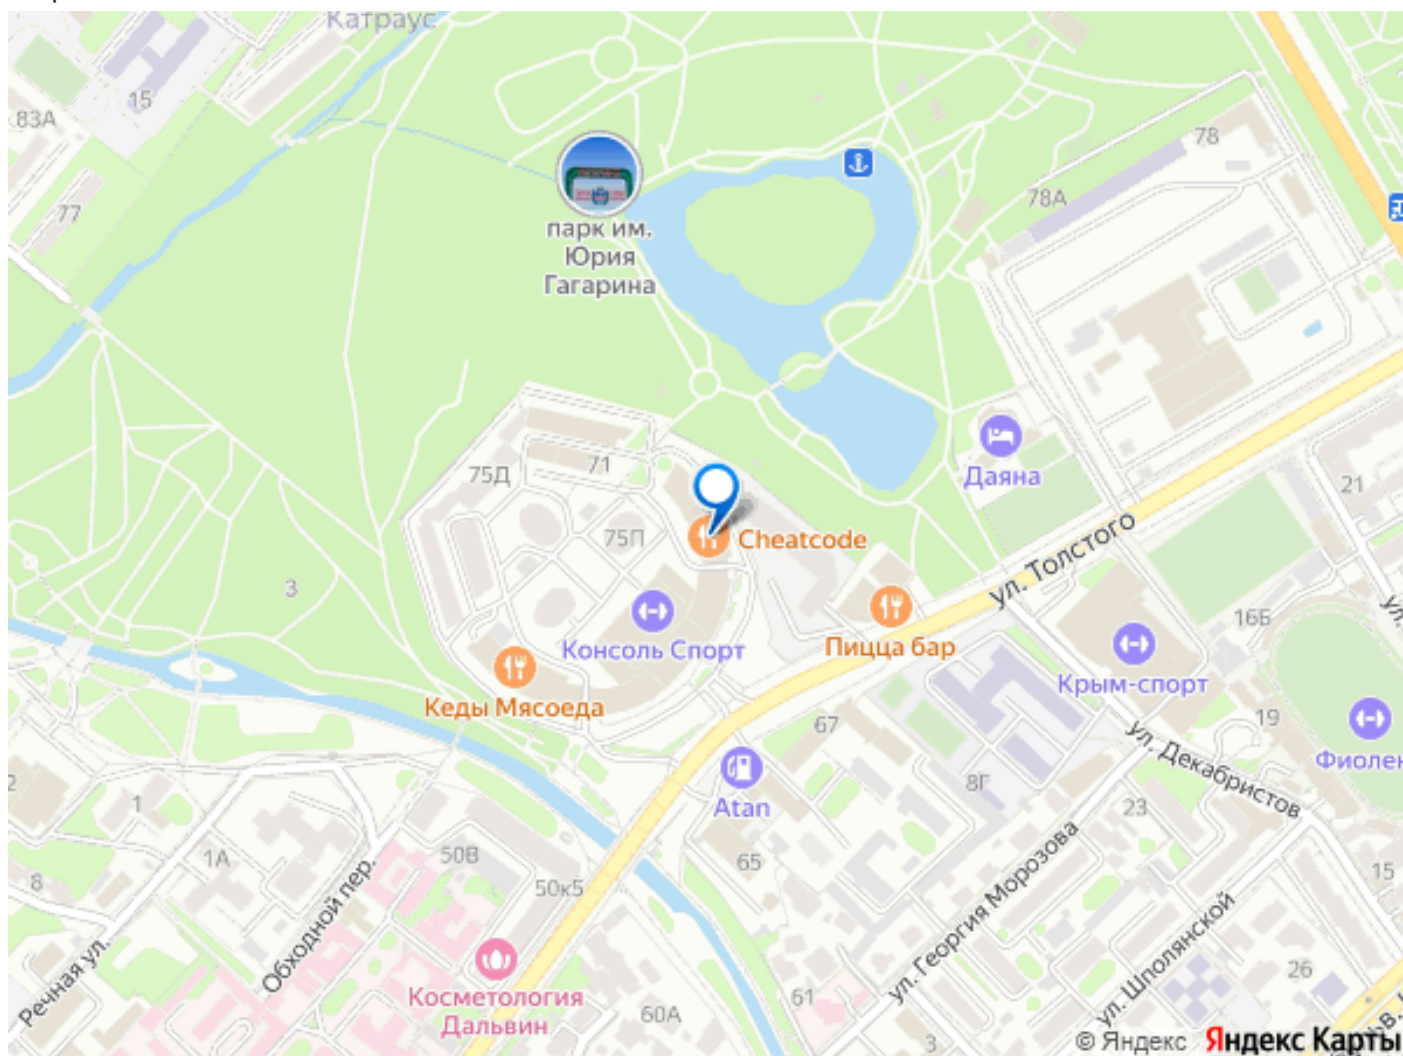 Катраус
15
83А
77
78
78А
парк им.
Юрия
Гагарина
Даяна
21
71
75Д
75П
Cheatcode
ул. Толстого
3
16Б
Консоль Спорт
Пицца бар
Крым-спорт
Кеды Мясоеда
67
19
Фиолен
ул. Декабристов
Atan
8Г
23
1
1А
50В
65
15
8
50к5
Обходной пер.
ул. Георгия Морозова
ул. Шполянской
Речная ул.
Косметология
Дальвин
60А
61
26
3
© Яндекс Яндекс Карты